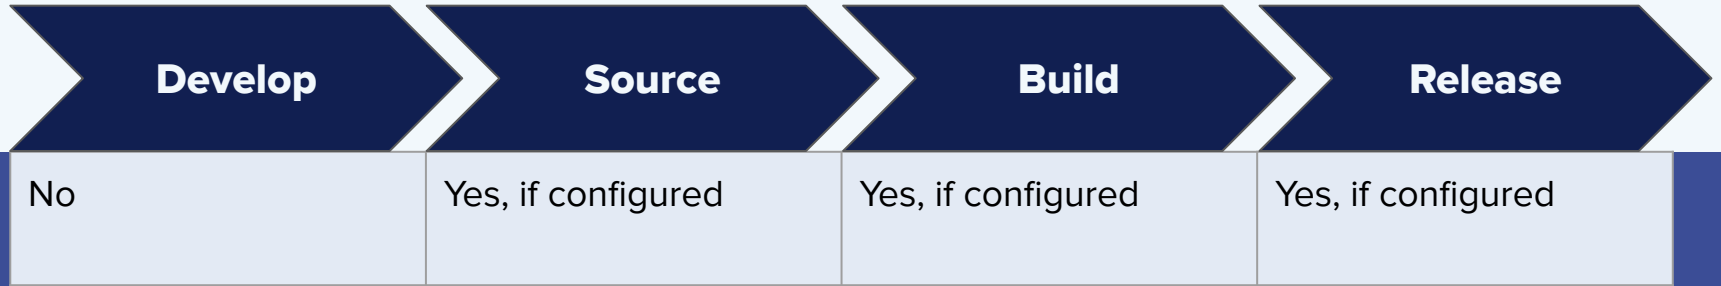 Develop
Source
Build
Release
No
Yes, if configured
Yes, if configured
Yes, if configured